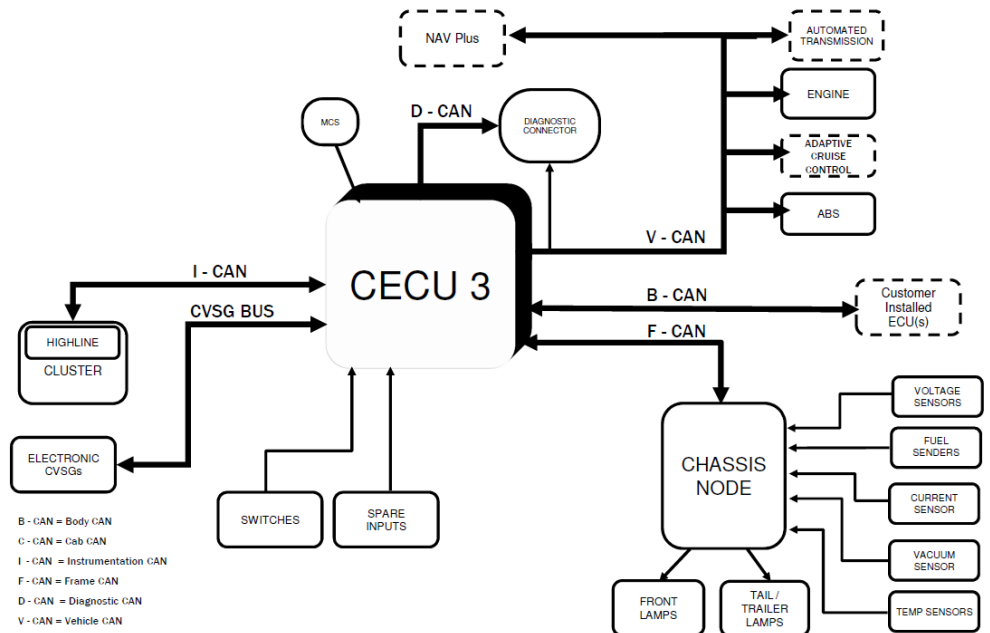 NAV Plus
AUTOMATED
TRANSMISSION
ENGINE
MCS
D - CAN
DIAGNOSTIC
CONNECTOR
ADAPTIVE
CRUISE
CONTROL
ABS
V - CAN
I - CAN
CECU 3
B - CAN
Customer
Installed
ECU(s)
CVSG BUS
F - CAN
HIGHLINE
CLUSTER
VOLTAGE
SENSORS
FUEL
SENDERS
ELECTRONIC
CVSGs
CHASSIS
NODE
CURRENT
SENSOR
SWITCHES
SPARE
INPUTS
VACUUM
SENSOR
FRONT
LAMPS
TAIL /
TRAILER
LAMPS
TEMP SENSORS
B - CAN = Body CAN
C - CAN = Cab CAN
I - CAN = Instrumentation CAN
F - CAN = Frame CAN
D - CAN = Diagnostic CAN
V - CAN = Vehicle CAN